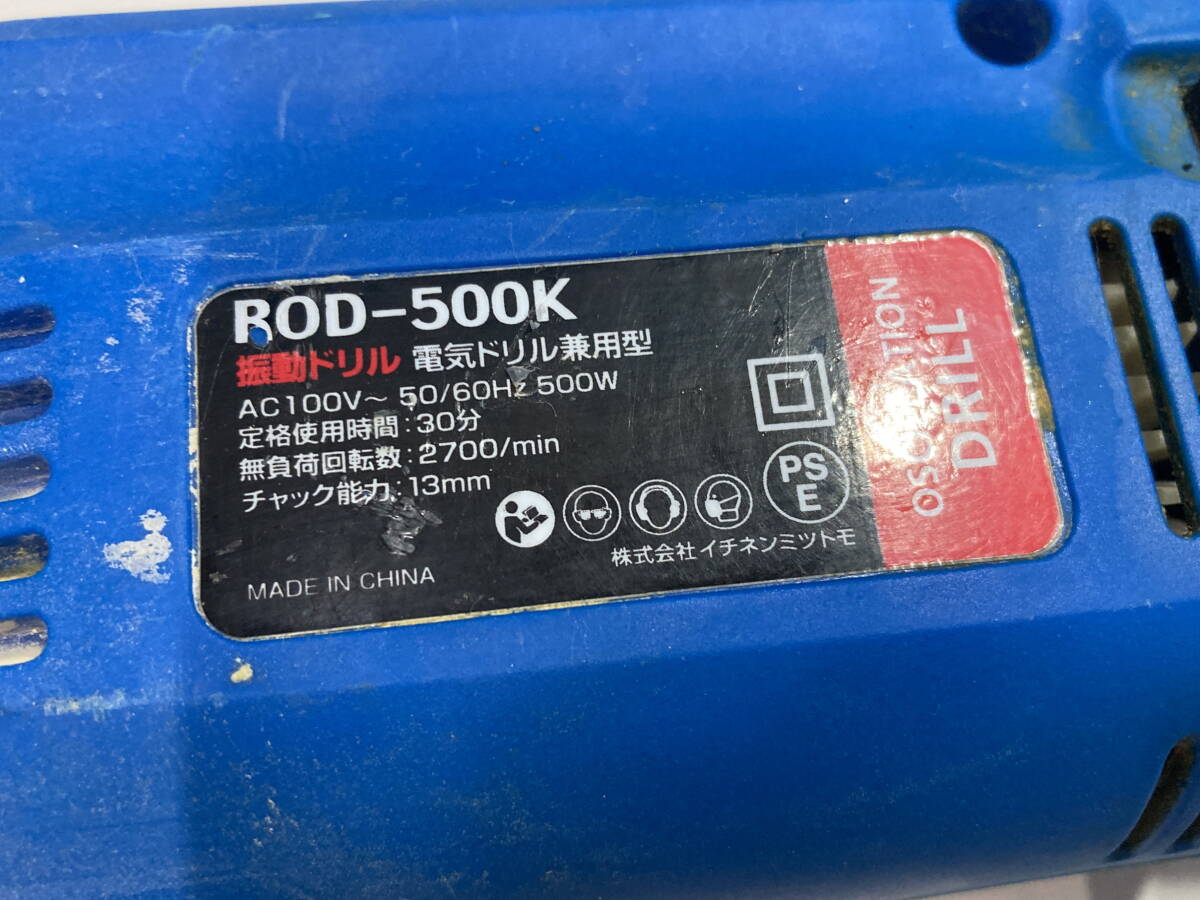 ROD-500K
振動ドリル 電気ドリル兼用型
AC100V～ 50/60Hz 500W
定格使用時間:30分
無負荷回転数:2700/min
チャック能力:13mm
PS
E
株式会社イチネンミツトモ
MADE IN CHINA
DRILL